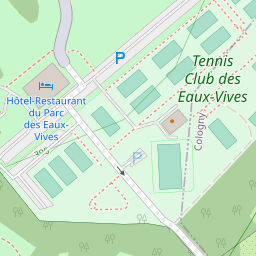 P
Tennis
Club des
Eaux-Vives
Hôtel-Restaurant
du Parc
des Eaux-
Vives
Cologny
P